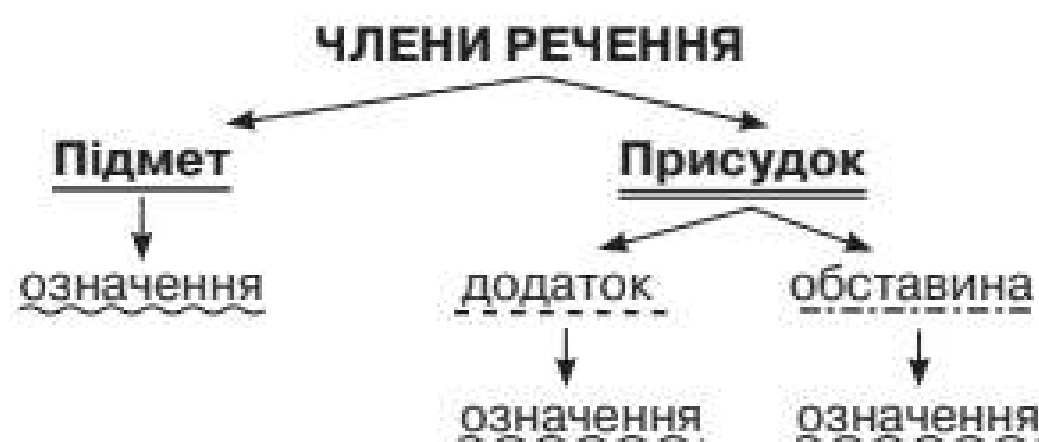 ЧЛЕНИ РЕЧЕННЯ
Підмет Присудок
означення додаток обставина
означення означення